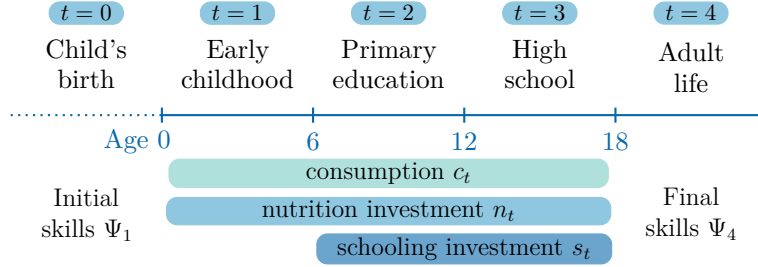 t = 0 t = 1 t = 2 t = 3 t = 4
Child's Early Primary High Adult
birth childhood education school life
Age 0 6 12 18
consumption c_t
Initial Final
nutrition investment n_t
skills Ψ_1 skills Ψ_4
schooling investment s_t